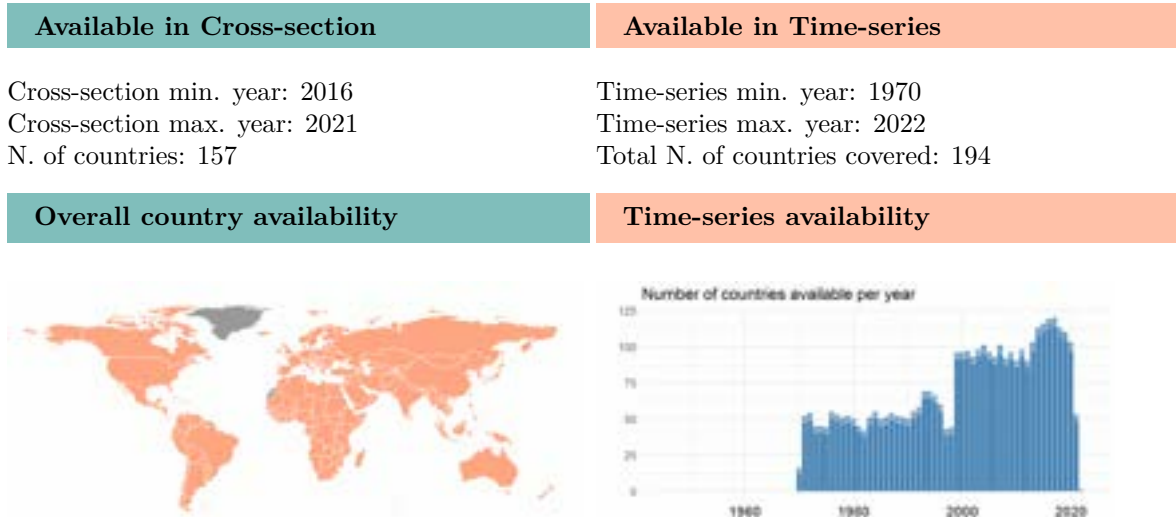 Available in Cross-section
Available in Time-series
Cross-section min. year: 2016
Cross-section max. year: 2021
N. of countries: 157
Time-series min. year: 1970
Time-series max. year: 2022
Total N. of countries covered: 194
Overall country availability
Time-series availability
Number of countries available per year
125
100
75
50
25
0
1960
1980
2000
2020